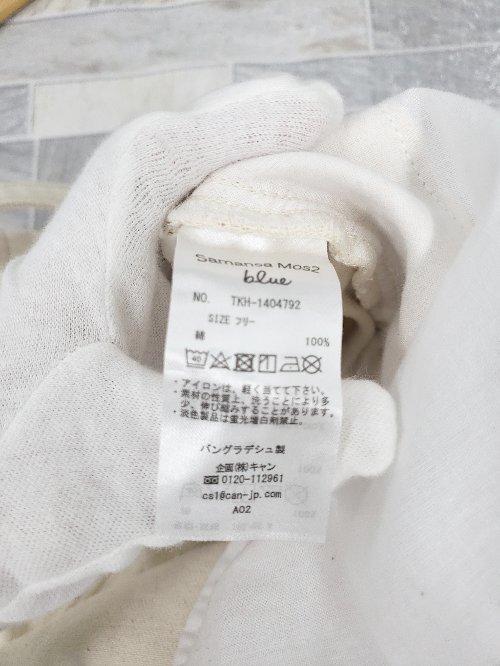 Samansa Mos2
blue
NO. TKH-1404792
SIZE フリー
綿 100%
40
・アイロンは、軽く当てて下さい。
・素材の性質上、洗うことにより多
少、伸び縮みすることがあります。
・淡色製品は蛍光増白剤禁止。
バングラデシュ製
企画(株)キャン
0120-112961
cs1@can-jp.com
A02